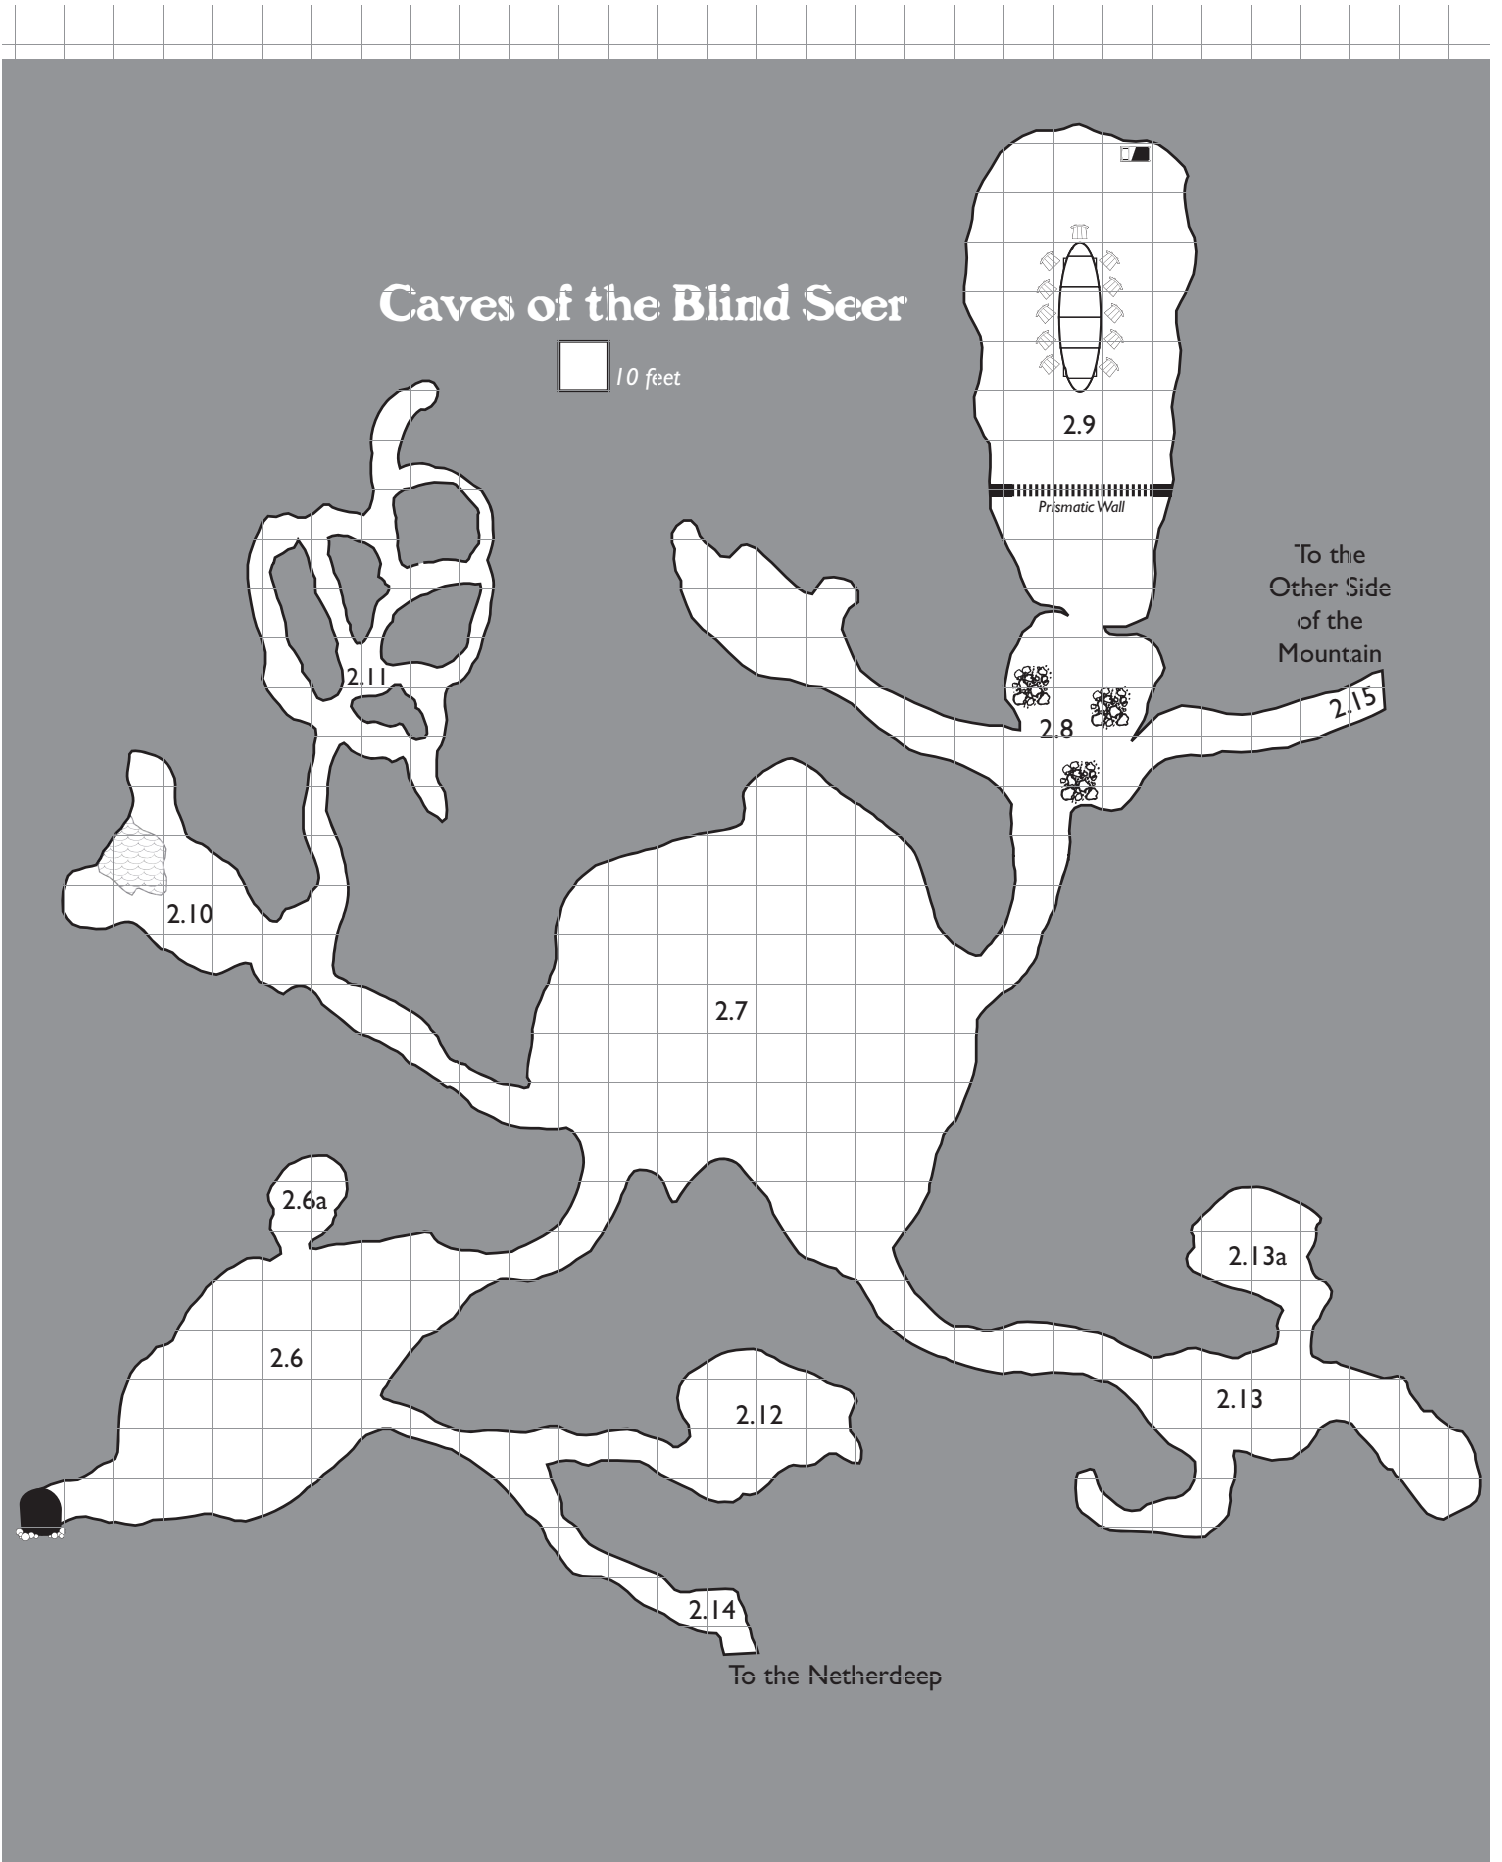 Caves of the Blind Seer
10 feet
2.9
Prismatic Wall
To the
Other Side
of the
Mountain
2.11
2.15
2.8
2.10
2.7
2.6a
2.13a
2.6
2.13
2.12
2.14
To the Netherdeep